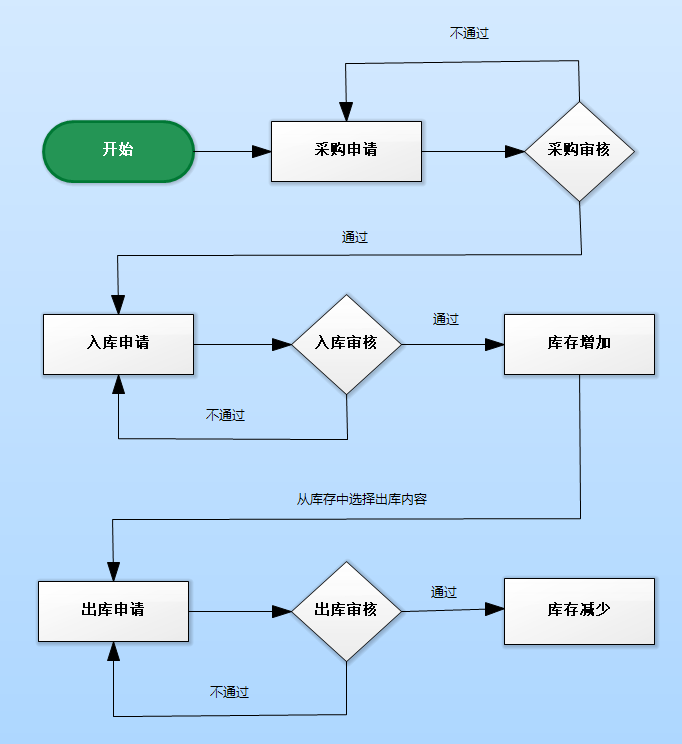 不通过
开始
采购申请
采购审核
通过
入库申请
入库审核
通过
库存增加
不通过
从库存中选择出库内容
出库申请
出库审核
通过
库存减少
不通过